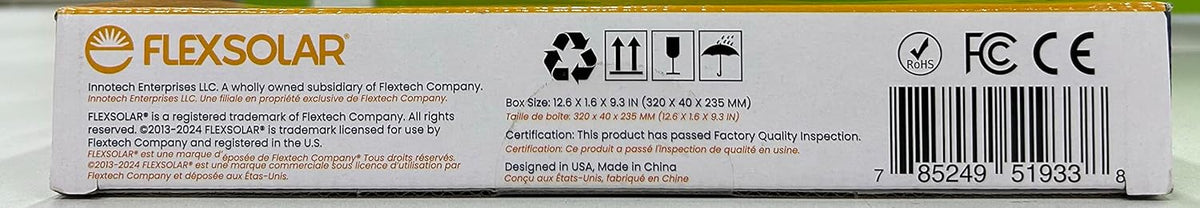 FLEXSOLAR®
Innotech Enterprises LLC. A wholly owned subsidiary of Flextech Company.
Innotech Enterprises LLC. Une filiale en propriété exclusive de Flextech Company.
FLEXSOLAR® is a registered trademark of Flextech Company. All rights
reserved. ©2013-2024 FLEXSOLAR® is trademark licensed for use by
Flextech Company and registered in the U.S.
FLEXSOLAR® est une marque d'éposée de Flextech Company® Tous droits réservés.
©2013-2024 FLEXSOLAR® est une marque commerciale sous licence d'utilisation par
Flextech Company et déposée aux États-Unis.
Box Size: 12.6 X 1.6 X 9.3 IN (320 X 40 X 235 MM)
Taille de boîte: 320 x 40 x 235 MM (12.6 X 1.6 X 9.3 IN)
Certification: This product has passed Factory Quality Inspection.
Certification: Ce produit a passé l'inspection de qualité en usine.
Designed in USA, Made in China
Conçu aux États-Unis, fabriqué en Chine
RoHS
FC CE
7 85249 51933 8